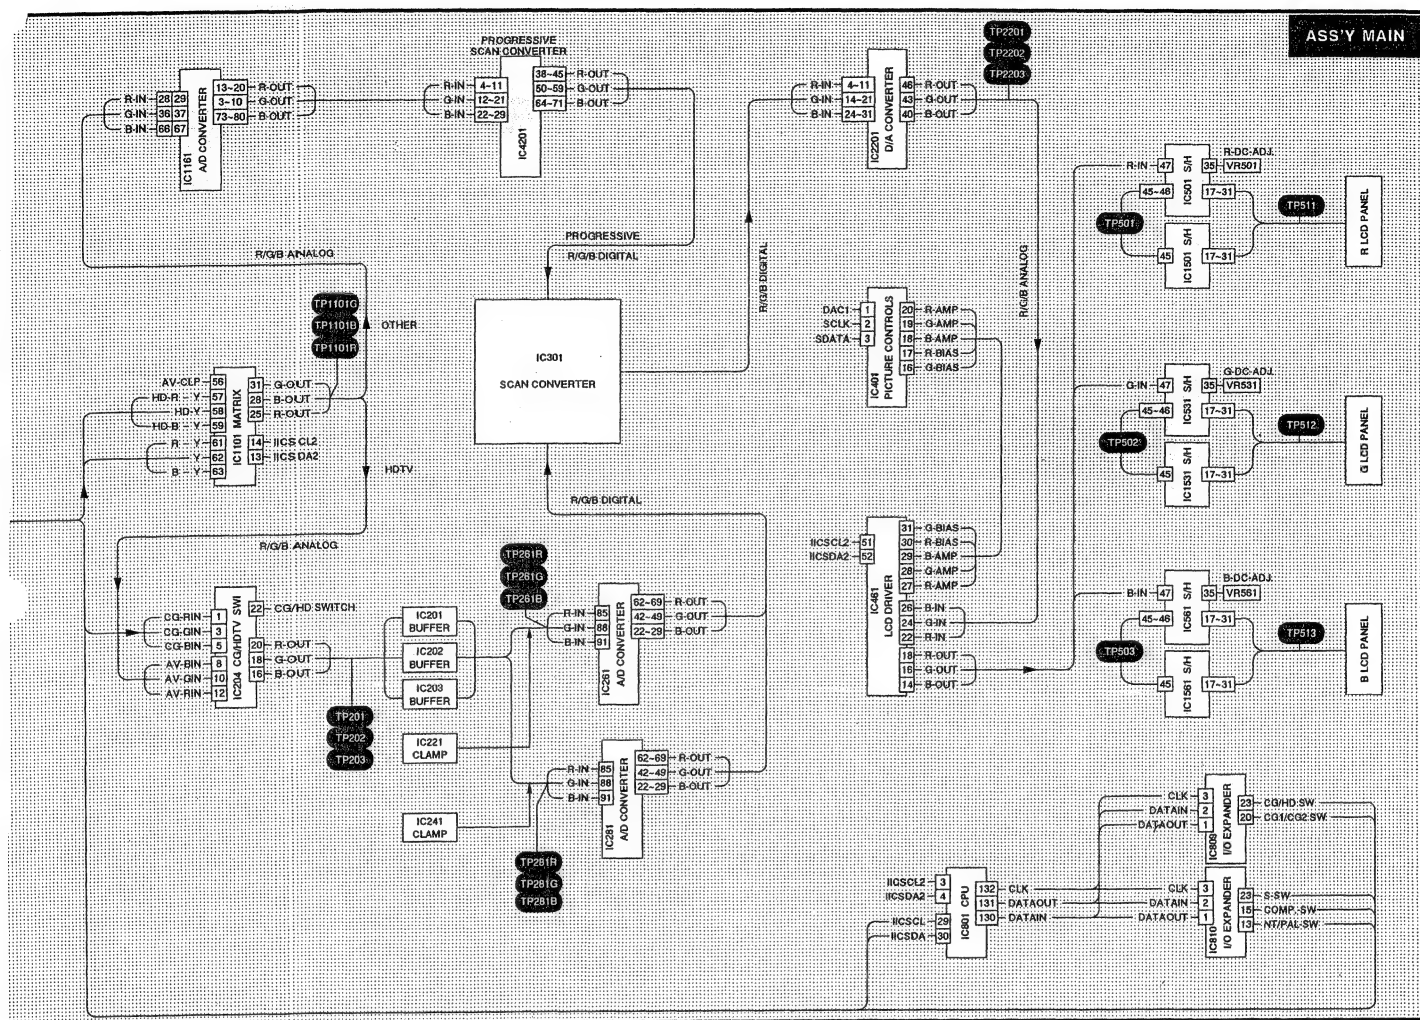 ASS'Y MAIN
PROGRESSIVE
SCAN CONVERTER
R-IN 28 29
G-IN 36 37
B-IN 66 67
IC1161
A/D CONVERTER
13~20 R-OUT
3~10 G-OUT
73~80 B-OUT
R-IN 4~11
G-IN 12~21
B-IN 22~29
IC4201
38~45 R-OUT
50~59 G-OUT
64~71 B-OUT
R-IN 4~11
G-IN 14~21
B-IN 24~31
IC2201
D/A CONVERTER
46 R-OUT
43 G-OUT
40 B-OUT
TP2201
TP2202
TP2203
R/G/B ANALOG
PROGRESSIVE
R/G/B DIGITAL
R/G/B DIGITAL
R/G/B ANALOG
TP1101G
TP1101B
TP1101R
OTHER
AV-CLP 56
HD-R - Y 57
HD-Y 58
HD-B - Y 59
R - Y 61
Y 62
B - Y 63
IC1101 MATRIX
31 G-OUT
28 B-OUT
25 R-OUT
14 IICSCL2
13 IICSDA2
HDTV
R/G/B ANALOG
IC301
SCAN CONVERTER
R/G/B DIGITAL
DAC1 1
SCLK 2
SDATA 3
IC401
PICTURE CONTROLS
20 R-AMP
19 G-AMP
18 B-AMP
17 R-BIAS
16 G-BIAS
IICSCL2 51
IICSDA2 52
IC461
LCD DRIVER
31 G-BIAS
30 R-BIAS
29 B-AMP
28 G-AMP
27 R-AMP
26 B-IN
24 G-IN
22 R-IN
18 R-OUT
16 G-OUT
14 B-OUT
R-IN 47
45~46
IC501 S/H
35 VR501
R-DC-ADJ.
17~31
TP501
45
IC1501 S/H
17~31
TP511
R LCD PANEL
G-IN 47
45~46
IC531 S/H
35 VR531
G-DC-ADJ.
17~31
TP502
45
IC1531 S/H
17~31
TP512
G LCD PANEL
B-IN 47
45~46
IC561 S/H
35 VR561
B-DC-ADJ.
17~31
TP503
45
IC1561 S/H
17~31
TP513
B LCD PANEL
CG-RIN 1
CG-GIN 3
CG-BIN 5
AV-BIN 8
AV-GIN 10
AV-RIN 12
IC204 CG/HDTV SWI
22 CG/HD SWITCH
20 R-OUT
18 G-OUT
16 B-OUT
TP201
TP202
TP203
IC201
BUFFER
IC202
BUFFER
IC203
BUFFER
IC221
CLAMP
IC241
CLAMP
TP261R
TP261G
TP261B
R-IN 85
G-IN 88
B-IN 91
IC261
A/D CONVERTER
62~69 R-OUT
42~49 G-OUT
22~29 B-OUT
R-IN 85
G-IN 88
B-IN 91
IC281
A/D CONVERTER
62~69 R-OUT
42~49 G-OUT
22~29 B-OUT
TP281R
TP281G
TP281B
IICSCL2 3
IICSDA2 4
IICSCL 29
IICSDA 30
IC801 CPU
132 CLK
131 DATAOUT
130 DATAIN
CLK 3
DATAIN 2
DATAOUT 1
IC809
I/O EXPANDER
23 CG/HD SW
20 CG1/CG2 SW
CLK 3
DATAIN 2
DATAOUT 1
IC810
I/O EXPANDER
23 S-SW
15 COMP.-SW
13 NT/PAL-SW